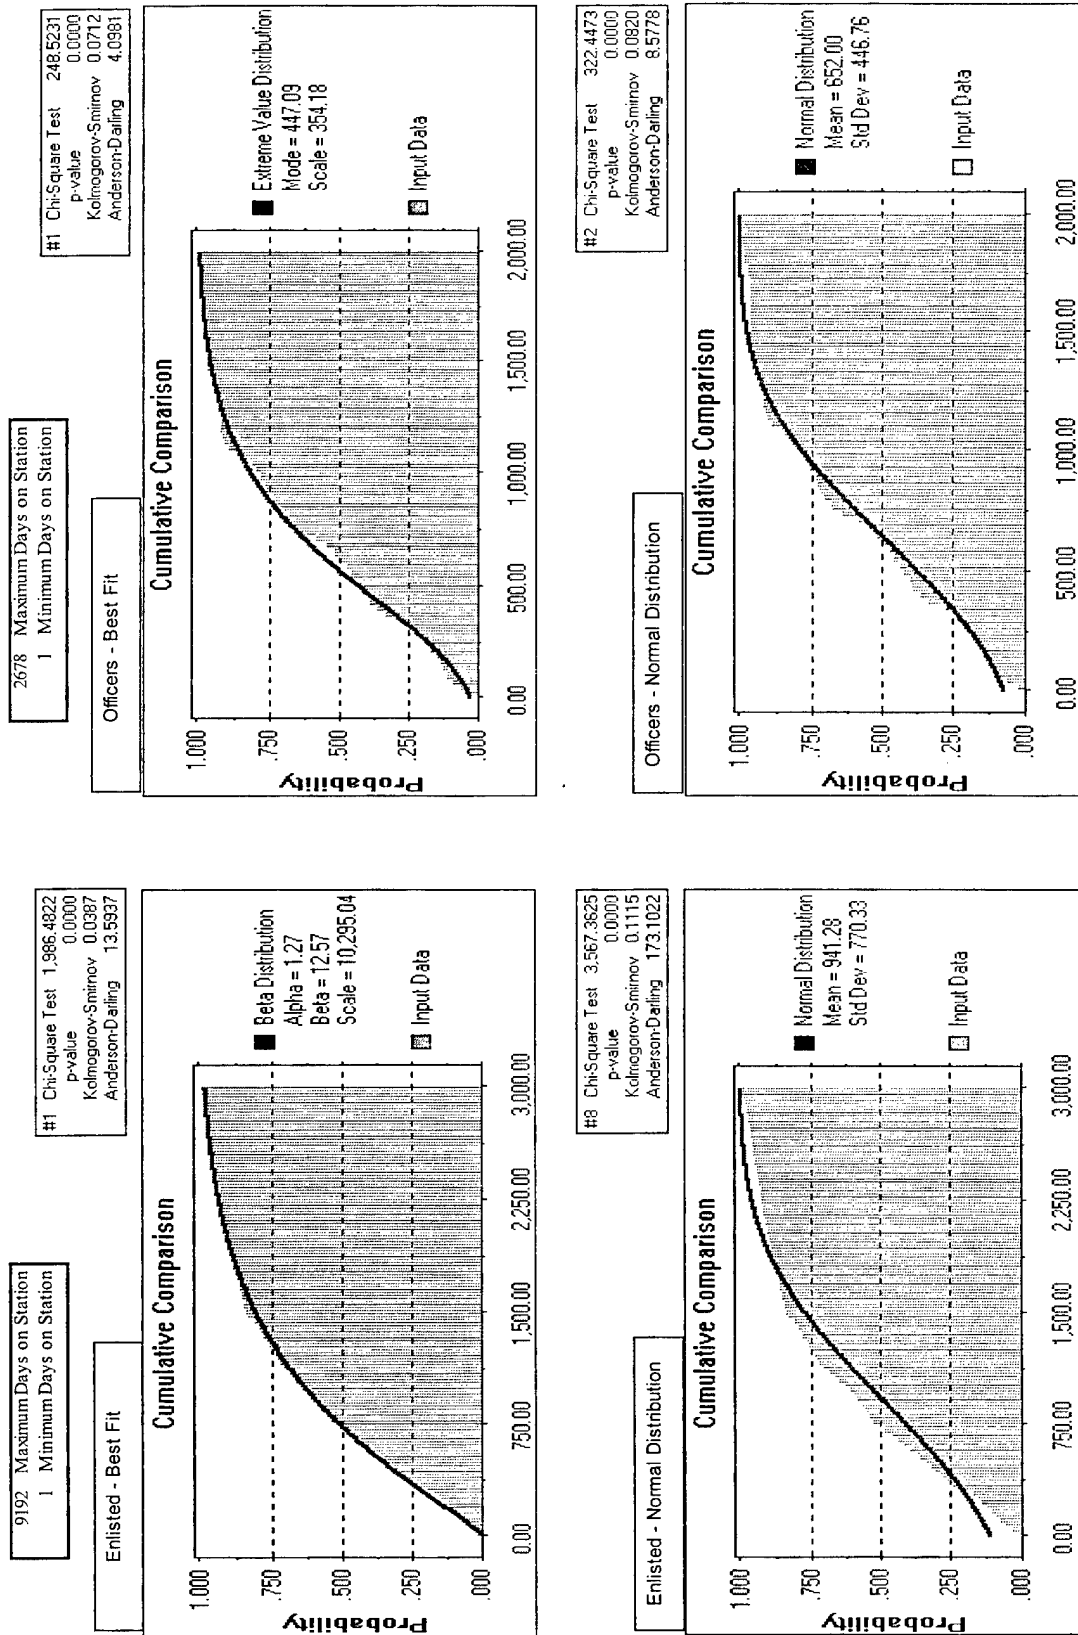 9192 Maximum Days on Station
1 Minimum Days on Station
Enlisted - Best Fit
#1 Chi-Square Test 1,986.4822
p-value 0.0000
Kolmogorov-Smirnov 0.0387
Anderson-Darling 13.5937
Cumulative Comparison
Probability
1.000
.750
.500
.250
.000
0.00 750.00 1,500.00 2,250.00 3,000.00
Beta Distribution
Alpha = 1.27
Beta = 12.57
Scale = 10,295.04
Input Data
Enlisted - Normal Distribution
#8 Chi-Square Test 3,567.3625
p-value 0.0000
Kolmogorov-Smirnov 0.1115
Anderson-Darling 173.1022
Cumulative Comparison
Probability
1.000
.750
.500
.250
.000
0.00 750.00 1,500.00 2,250.00 3,000.00
Normal Distribution
Mean = 941.28
Std Dev = 770.33
Input Data
2678 Maximum Days on Station
1 Minimum Days on Station
Officers - Best Fit
#1 Chi-Square Test 248.5231
p-value 0.0000
Kolmogorov-Smirnov 0.0712
Anderson-Darling 4.0981
Cumulative Comparison
Probability
1.000
.750
.500
.250
.000
0.00 500.00 1,000.00 1,500.00 2,000.00
Extreme Value Distribution
Mode = 447.09
Scale = 354.18
Input Data
Officers - Normal Distribution
#2 Chi-Square Test 322.4473
p-value 0.0000
Kolmogorov-Smirnov 0.0820
Anderson-Darling 8.5778
Cumulative Comparison
Probability
1.000
.750
.500
.250
.000
0.00 500.00 1,000.00 1,500.00 2,000.00
Normal Distribution
Mean = 652.00
Std Dev = 446.76
Input Data